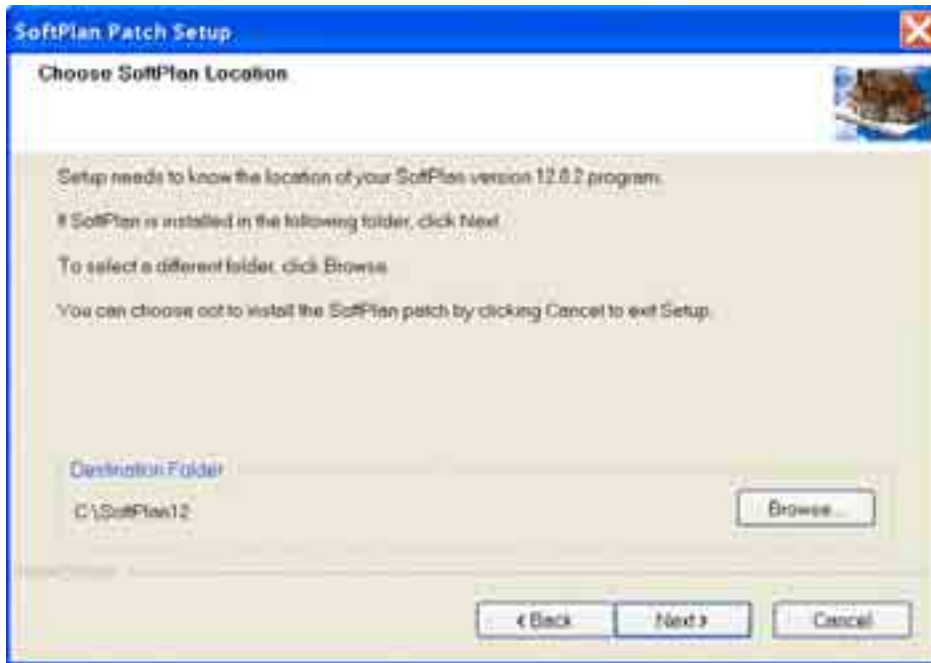 SoftPlan Patch Setup
Choose SoftPlan Location
Setup needs to know the location of your SoftPlan version 12.6.2 program.
If SoftPlan is installed in the following folder, click Next
To select a different folder, click Browse
You can choose not to install the SoftPlan patch by clicking Cancel to exit Setup.
Destination Folder
C:\SoftPlan12
Browse...
< Back
Next >
Cancel